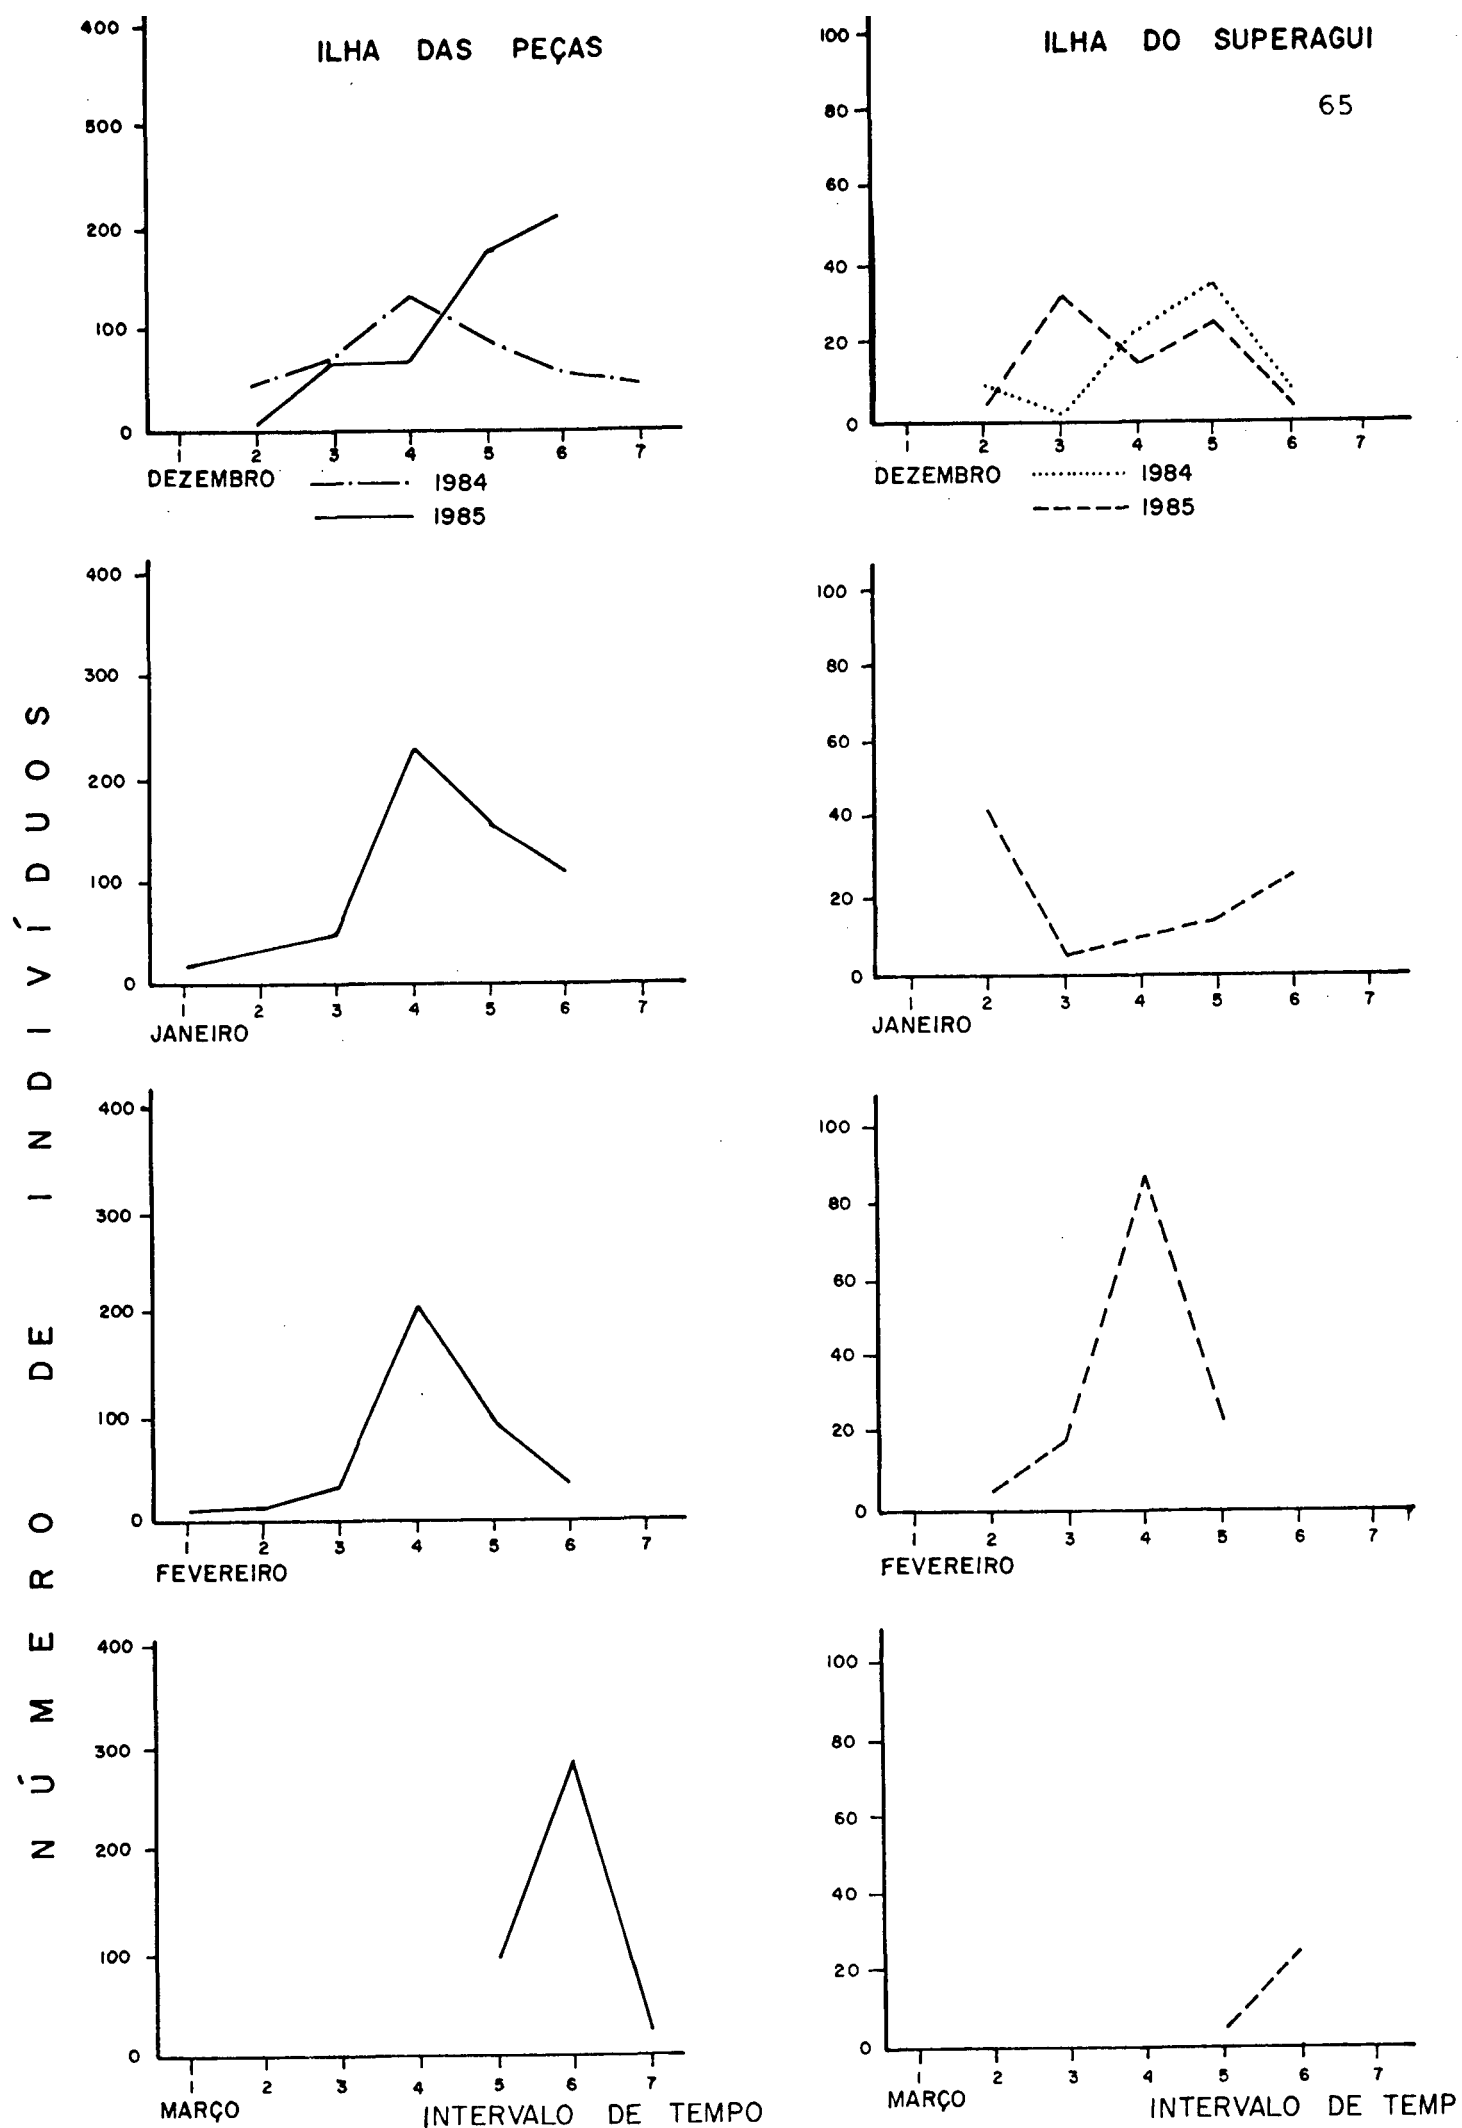 ILHA DAS PEÇAS
400
500
200
100
0
1 2 3 4 5 6 7
DEZEMBRO
1984
1985
ILHA DO SUPERAGUI
65
100
80
60
40
20
0
1 2 3 4 5 6 7
DEZEMBRO
1984
1985
NÚMERO DE INDIVÍDUOS
400
300
200
100
0
1 2 3 4 5 6 7
JANEIRO
100
80
60
40
20
0
1 2 3 4 5 6 7
JANEIRO
400
300
200
100
0
1 2 3 4 5 6 7
FEVEREIRO
100
80
60
40
20
0
1 2 3 4 5 6 7
FEVEREIRO
400
300
200
100
0
1 2 3 4 5 6 7
MARÇO
INTERVALO DE TEMPO
100
80
60
40
20
0
1 2 3 4 5 6 7
MARÇO
INTERVALO DE TEMP